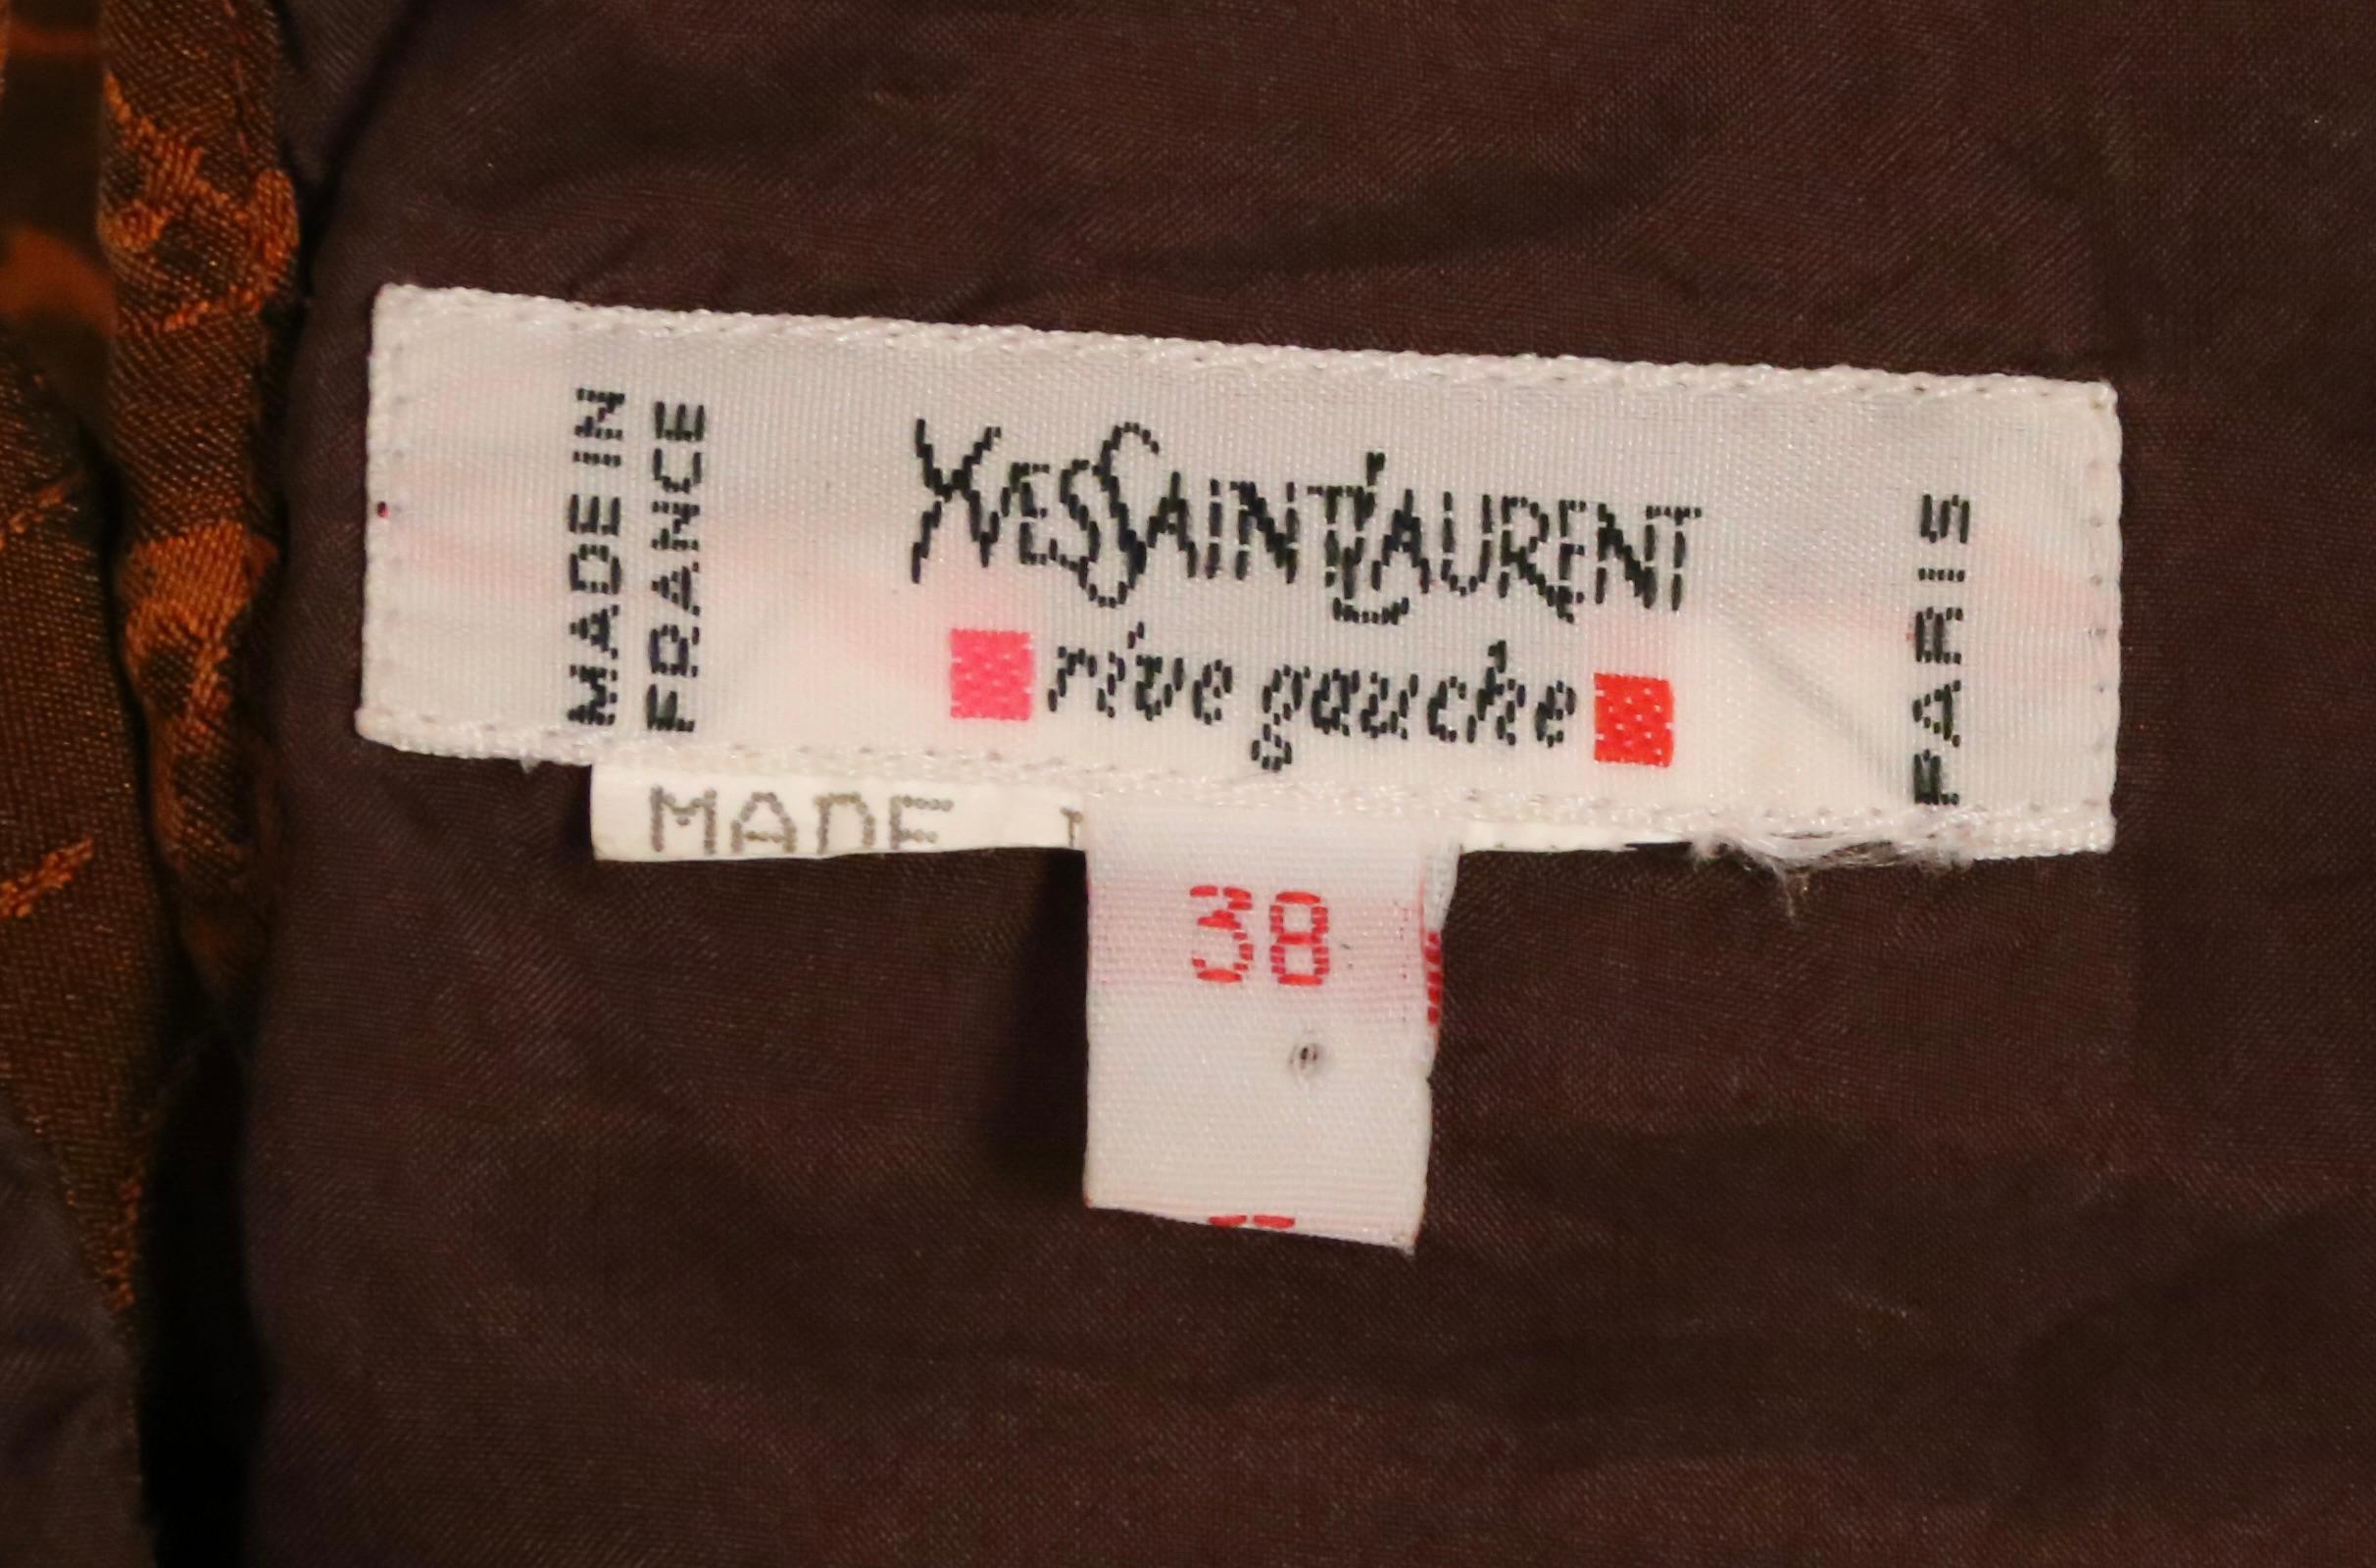 MADE IN
FRANCE
YVESSAINTLAURENT
rive gauche
PARIS
MADE
38